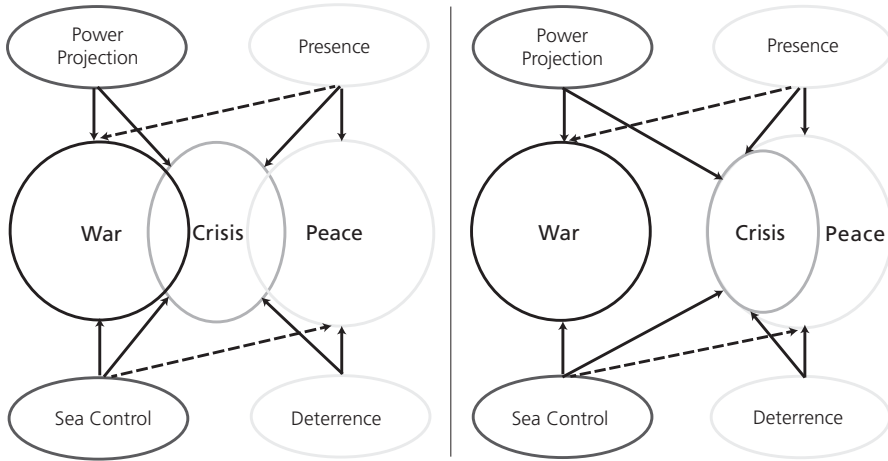 Power
Projection
Presence
War
Crisis
Peace
Sea Control
Deterrence
Power
Projection
Presence
War
Crisis
Peace
Sea Control
Deterrence